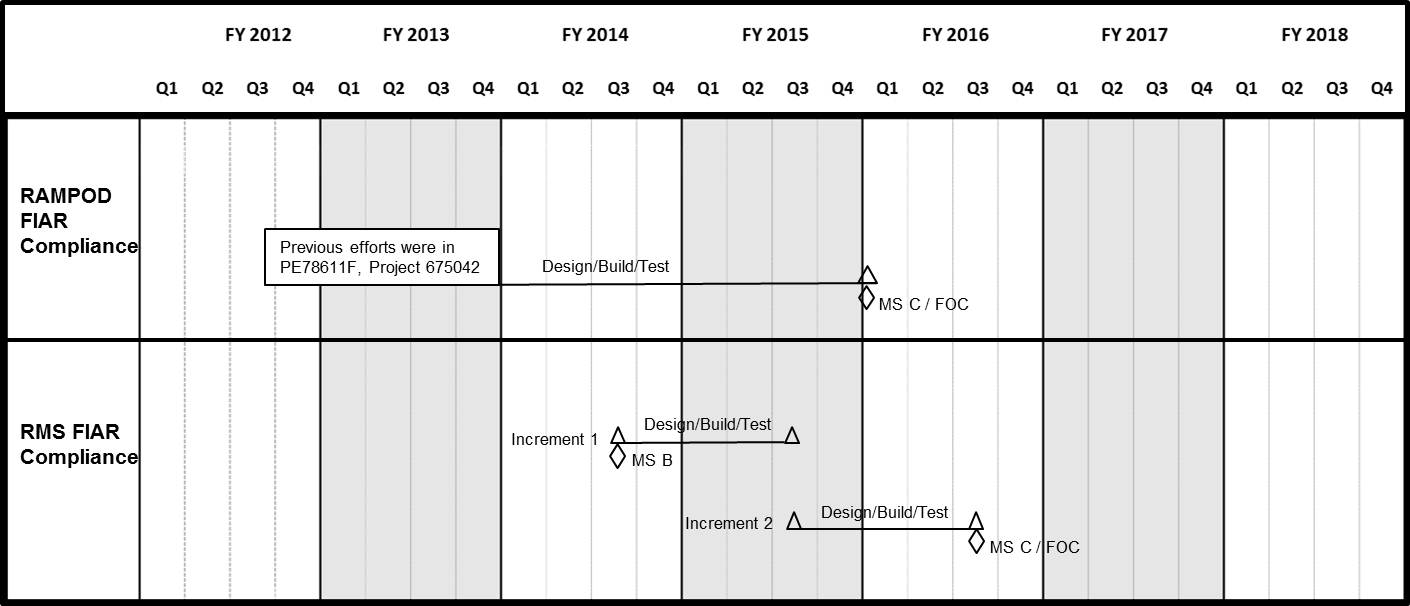 FY 2012 FY 2013 FY 2014 FY 2015 FY 2016 FY 2017 FY 2018
Q1 Q2 Q3 Q4 Q1 Q2 Q3 Q4 Q1 Q2 Q3 Q4 Q1 Q2 Q3 Q4 Q1 Q2 Q3 Q4 Q1 Q2 Q3 Q4 Q1 Q2 Q3 Q4
RAMPOD
FIAR
Compliance
Previous efforts were in
PE78611F, Project 675042
Design/Build/Test
MS C / FOC
RMS FIAR
Compliance
Increment 1
Design/Build/Test
MS B
Increment 2
Design/Build/Test
MS C / FOC